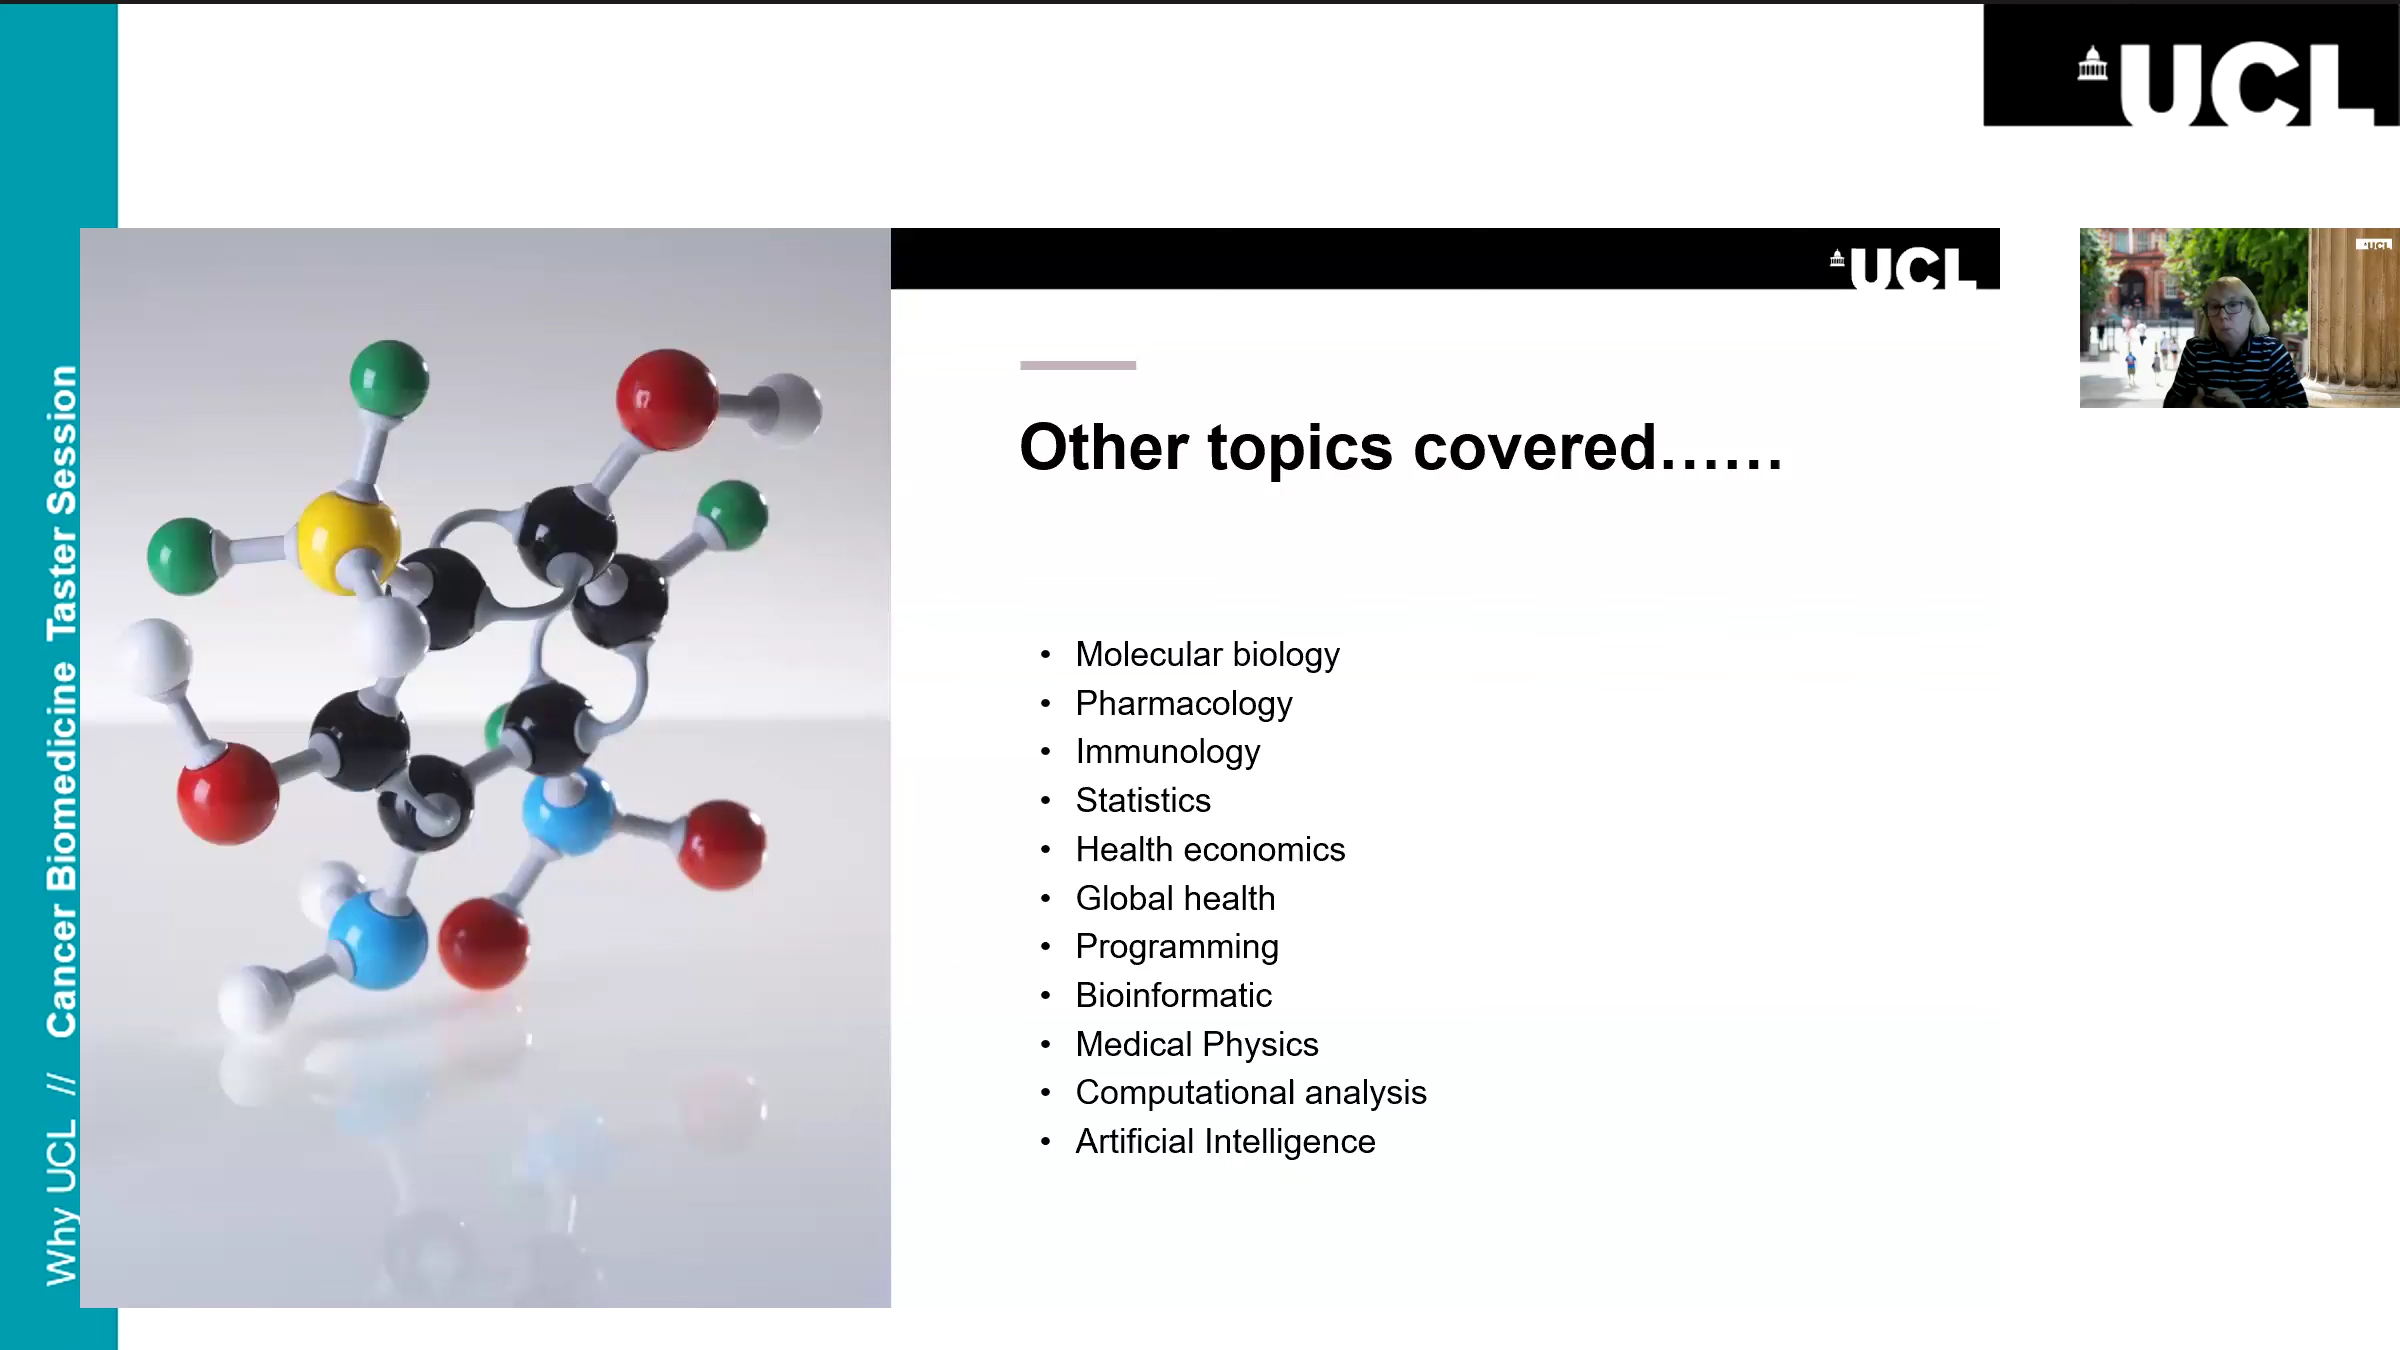 UCL
Why UCL // Cancer Biomedicine Taster Session
UCL
Other topics covered......
• Molecular biology
• Pharmacology
• Immunology
• Statistics
• Health economics
• Global health
• Programming
• Bioinformatic
• Medical Physics
• Computational analysis
• Artificial Intelligence
UCL